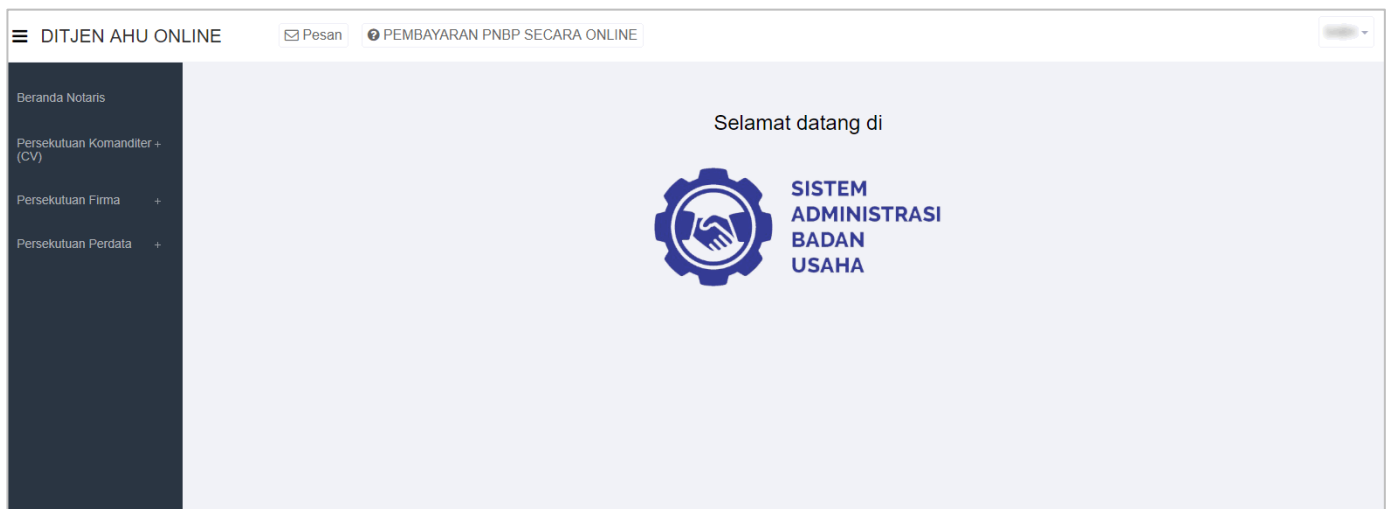 DITJEN AHU ONLINE
Pesan
PEMBAYARAN PNBP SECARA ONLINE
Beranda Notaris
Persekutuan Komanditer +
(CV)
Persekutuan Firma +
Persekutuan Perdata +
Selamat datang di
SISTEM
ADMINISTRASI
BADAN
USAHA